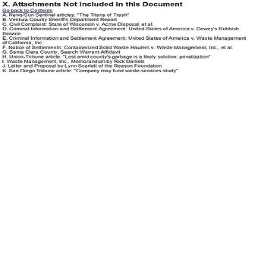 X. Attachments Not Included in this Document
Go back to Contents
A. Reno/Sun Sentinel articles: "The Titans of Trash"
B. Ventura County Sheriff's Department Report
C. Civil Complaint: State of Wisconsin v. Acme Disposal, et al.
D. Criminal Information and Settlement Agreement: United States of America v. Dewey's Rubbish
Service
E. Criminal Information and Settlement Agreement: United States of America v. Waste Management
of California, Inc.
F. Notice of Settlements: Containerized Solid Waste Haulers v. Waste Management, Inc., et al.
G. Santa Clara County, Search Warrant Affidavit
H. Union-Tribune article: "Lost amid county's garbage is a likely solution: privatization"
I. Waste Management, Inc., Memorandum by Rick Daniels
J. Letter and Proposal by Lynn Scarlett of the Reason Foundation
K. San Diego Tribune article: "Company may fund waste-services study"